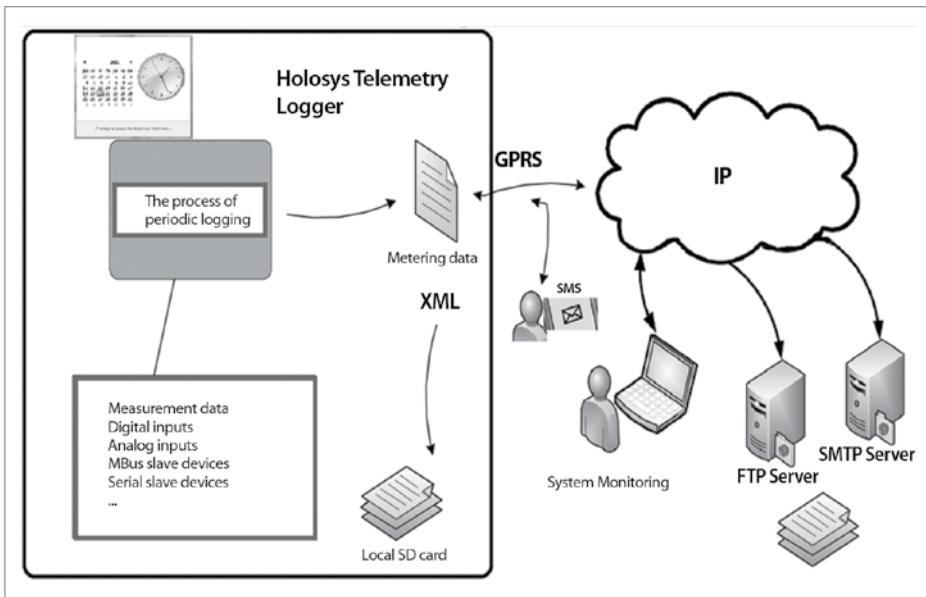 Holosys Telemetry
Logger
The process of
periodic logging
Metering data
GPRS
IP
XML
SMS
Measurement data
Digital inputs
Analog inputs
MBus slave devices
Serial slave devices
...
Local SD card
System Monitoring
FTP Server
SMTP Server